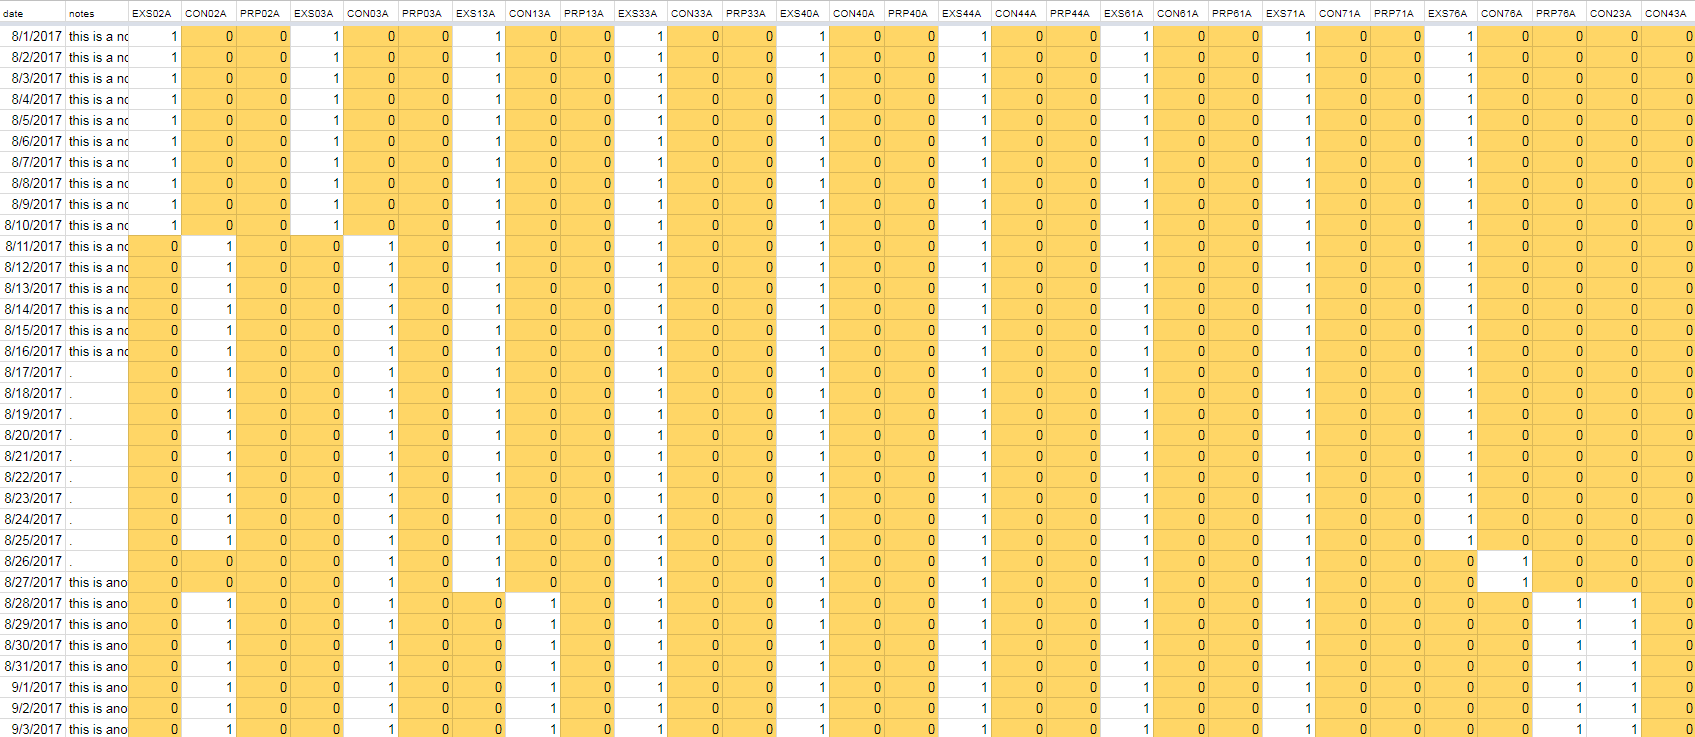 date notes EXS02A CON02A PRP02A EXS03A CON03A PRP03A EXS13A CON13A PRP13A EXS33A CON33A PRP33A EXS40A CON40A PRP40A EXS44A CON44A PRP44A EXS61A CON61A PRP61A EXS71A CON71A PRP71A EXS76A CON76A PRP76A CON23A CON43A
8/1/2017 this is a no 1 0 0 1 0 0 1 0 0 1 0 0 1 0 0 1 0 0 1 0 0 1 0 0 1 0 0 0 0
8/2/2017 this is a no 1 0 0 1 0 0 1 0 0 1 0 0 1 0 0 1 0 0 1 0 0 1 0 0 1 0 0 0 0
8/3/2017 this is a no 1 0 0 1 0 0 1 0 0 1 0 0 1 0 0 1 0 0 1 0 0 1 0 0 1 0 0 0 0
8/4/2017 this is a no 1 0 0 1 0 0 1 0 0 1 0 0 1 0 0 1 0 0 1 0 0 1 0 0 1 0 0 0 0
8/5/2017 this is a no 1 0 0 1 0 0 1 0 0 1 0 0 1 0 0 1 0 0 1 0 0 1 0 0 1 0 0 0 0
8/6/2017 this is a no 1 0 0 1 0 0 1 0 0 1 0 0 1 0 0 1 0 0 1 0 0 1 0 0 1 0 0 0 0
8/7/2017 this is a no 1 0 0 1 0 0 1 0 0 1 0 0 1 0 0 1 0 0 1 0 0 1 0 0 1 0 0 0 0
8/8/2017 this is a no 1 0 0 1 0 0 1 0 0 1 0 0 1 0 0 1 0 0 1 0 0 1 0 0 1 0 0 0 0
8/9/2017 this is a no 1 0 0 1 0 0 1 0 0 1 0 0 1 0 0 1 0 0 1 0 0 1 0 0 1 0 0 0 0
8/10/2017 this is a no 1 0 0 1 0 0 1 0 0 1 0 0 1 0 0 1 0 0 1 0 0 1 0 0 1 0 0 0 0
8/11/2017 this is a no 0 1 0 0 1 0 1 0 0 1 0 0 1 0 0 1 0 0 1 0 0 1 0 0 1 0 0 0 0
8/12/2017 this is a no 0 1 0 0 1 0 1 0 0 1 0 0 1 0 0 1 0 0 1 0 0 1 0 0 1 0 0 0 0
8/13/2017 this is a no 0 1 0 0 1 0 1 0 0 1 0 0 1 0 0 1 0 0 1 0 0 1 0 0 1 0 0 0 0
8/14/2017 this is a no 0 1 0 0 1 0 1 0 0 1 0 0 1 0 0 1 0 0 1 0 0 1 0 0 1 0 0 0 0
8/15/2017 this is a no 0 1 0 0 1 0 1 0 0 1 0 0 1 0 0 1 0 0 1 0 0 1 0 0 1 0 0 0 0
8/16/2017 this is a no 0 1 0 0 1 0 1 0 0 1 0 0 1 0 0 1 0 0 1 0 0 1 0 0 1 0 0 0 0
8/17/2017 . 0 1 0 0 1 0 1 0 0 1 0 0 1 0 0 1 0 0 1 0 0 1 0 0 1 0 0 0 0
8/18/2017 . 0 1 0 0 1 0 1 0 0 1 0 0 1 0 0 1 0 0 1 0 0 1 0 0 1 0 0 0 0
8/19/2017 . 0 1 0 0 1 0 1 0 0 1 0 0 1 0 0 1 0 0 1 0 0 1 0 0 1 0 0 0 0
8/20/2017 . 0 1 0 0 1 0 1 0 0 1 0 0 1 0 0 1 0 0 1 0 0 1 0 0 1 0 0 0 0
8/21/2017 . 0 1 0 0 1 0 1 0 0 1 0 0 1 0 0 1 0 0 1 0 0 1 0 0 1 0 0 0 0
8/22/2017 . 0 1 0 0 1 0 1 0 0 1 0 0 1 0 0 1 0 0 1 0 0 1 0 0 1 0 0 0 0
8/23/2017 . 0 1 0 0 1 0 1 0 0 1 0 0 1 0 0 1 0 0 1 0 0 1 0 0 1 0 0 0 0
8/24/2017 . 0 1 0 0 1 0 1 0 0 1 0 0 1 0 0 1 0 0 1 0 0 1 0 0 1 0 0 0 0
8/25/2017 . 0 1 0 0 1 0 1 0 0 1 0 0 1 0 0 1 0 0 1 0 0 1 0 0 1 0 0 0 0
8/26/2017 . 0 0 0 0 1 0 1 0 0 1 0 0 1 0 0 1 0 0 1 0 0 1 0 0 0 1 0 0 0
8/27/2017 this is ano 0 0 0 0 1 0 1 0 0 1 0 0 1 0 0 1 0 0 1 0 0 1 0 0 0 1 0 0 0
8/28/2017 this is ano 0 1 0 0 1 0 0 1 0 1 0 0 1 0 0 1 0 0 1 0 0 1 0 0 0 0 1 1 0
8/29/2017 this is ano 0 1 0 0 1 0 0 1 0 1 0 0 1 0 0 1 0 0 1 0 0 1 0 0 0 0 1 1 0
8/30/2017 this is ano 0 1 0 0 1 0 0 1 0 1 0 0 1 0 0 1 0 0 1 0 0 1 0 0 0 0 1 1 0
8/31/2017 this is ano 0 1 0 0 1 0 0 1 0 1 0 0 1 0 0 1 0 0 1 0 0 1 0 0 0 0 1 1 0
9/1/2017 this is ano 0 1 0 0 1 0 0 1 0 1 0 0 1 0 0 1 0 0 1 0 0 1 0 0 0 0 1 1 0
9/2/2017 this is ano 0 1 0 0 1 0 0 1 0 1 0 0 1 0 0 1 0 0 1 0 0 1 0 0 0 0 1 1 0
9/3/2017 this is ano 0 1 0 0 1 0 0 1 0 1 0 0 1 0 0 1 0 0 1 0 0 1 0 0 0 0 1 1 0